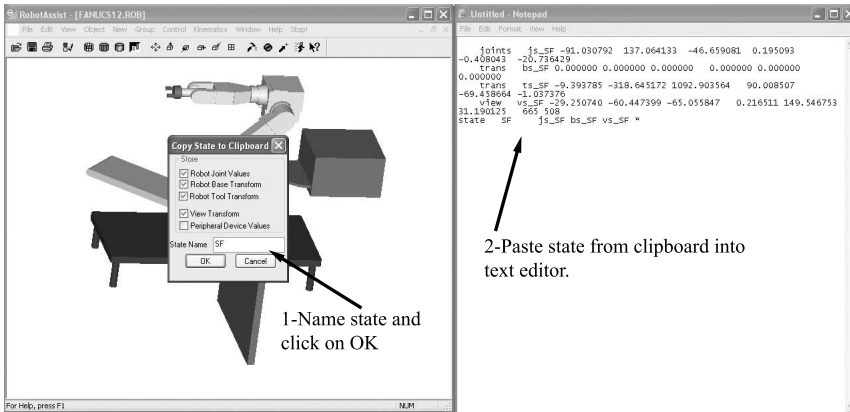 RobotAssist - [FANUCS12.ROB]
File Edit View Object New Group Control Kinematics Window Help Stop!
Copy State to Clipboard
Store
Robot Joint Values
Robot Base Transform
Robot Tool Transform
View Transform
Peripheral Device Values
State Name SF
OK Cancel
1-Name state and
click on OK
For Help, press F1 NUM
Untitled - Notepad
File Edit Format View Help
joints js_SF -91.030792 137.064133 -46.659081 0.195093
-0.408043 -20.736429
trans bs_SF 0.000000 0.000000 0.000000 0.000000 0.000000
0.000000
trans ts_SF -9.393785 -318.645172 1092.903564 90.008507
-69.458664 -1.037376
view vs_SF -29.250740 -60.447399 -65.055847 0.216511 149.546753
31.190125 665 508
state SF js_SF bs_SF vs_SF *
2-Paste state from clipboard into
text editor.